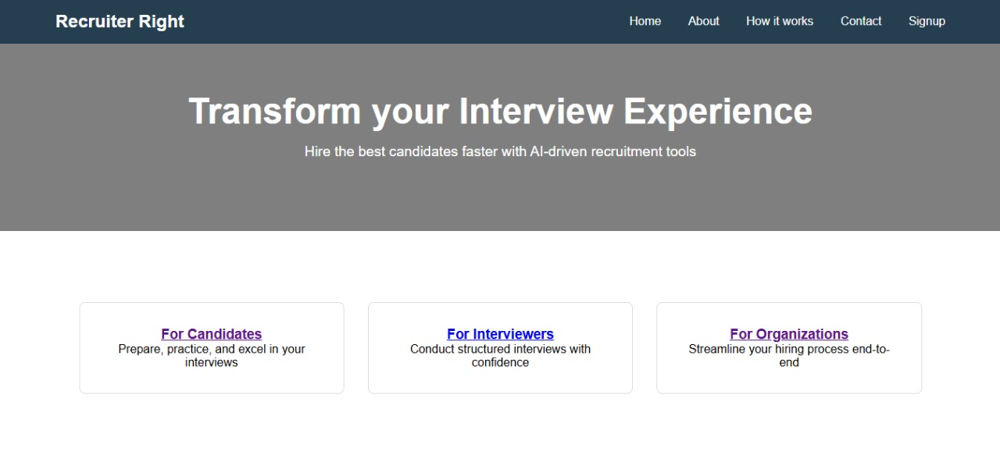 Recruiter Right
Home About How it works Contact Signup
Transform your Interview Experience
Hire the best candidates faster with AI-driven recruitment tools
For Candidates
Prepare, practice, and excel in your
interviews
For Interviewers
Conduct structured interviews with
confidence
For Organizations
Streamline your hiring process end-to-
end